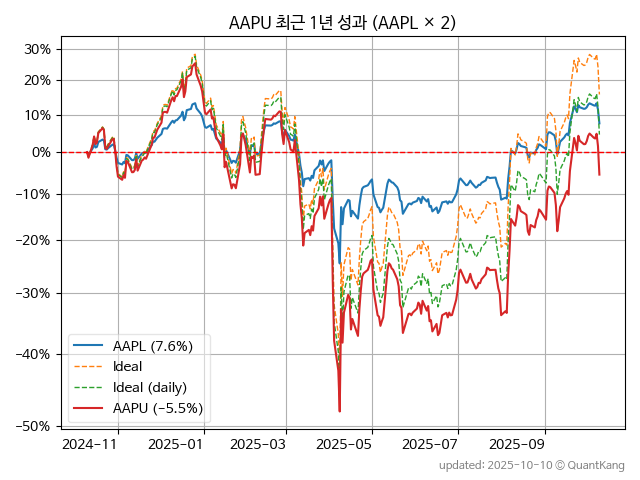 AAPU 최근 1년 성과 (AAPL × 2)
30%
20%
10%
0%
−10%
−20%
−30%
−40%
−50%
AAPL (7.6%)
Ideal
Ideal (daily)
AAPU (−5.5%)
2024-11
2025-01
2025-03
2025-05
2025-07
2025-09
updated: 2025-10-10 © QuantKang